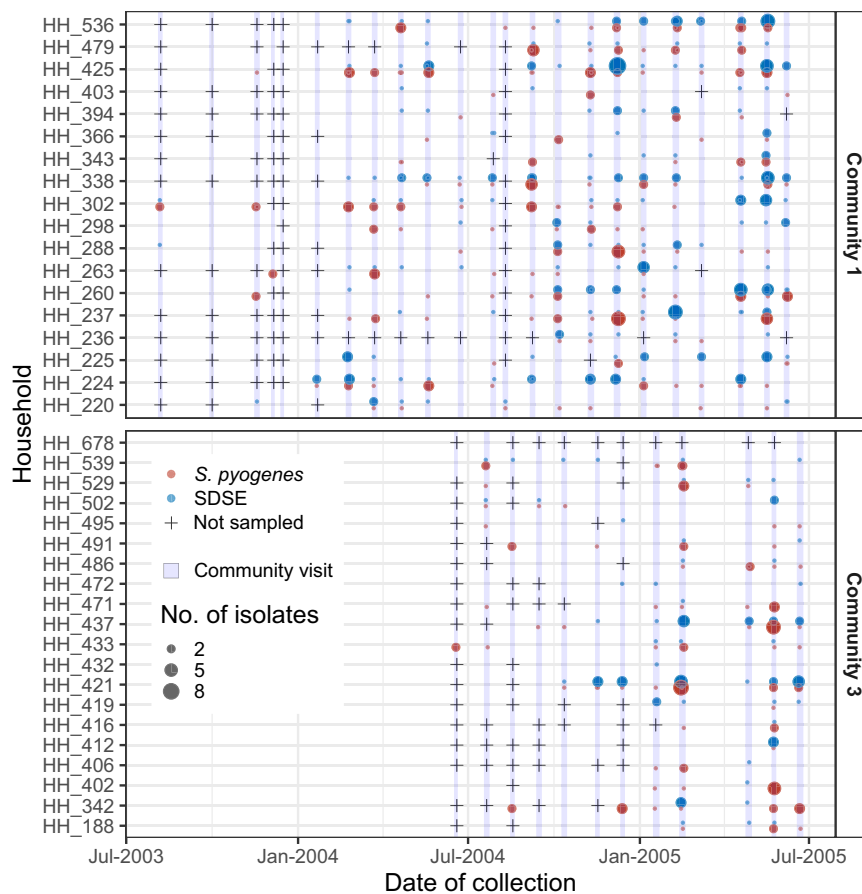 HH_536
HH_479
HH_425
HH_403
HH_394
HH_366
HH_343
HH_338
HH_302
HH_298
HH_288
HH_263
HH_260
HH_237
HH_236
HH_225
HH_224
HH_220
Community 1
Household
HH_678
HH_539
HH_529
HH_502
HH_495
HH_491
HH_486
HH_472
HH_471
HH_437
HH_433
HH_432
HH_421
HH_419
HH_416
HH_412
HH_406
HH_402
HH_342
HH_188
Community 3
S. pyogenes
SDSE
Not sampled
Community visit
No. of isolates
2
5
8
Jul-2003 Jan-2004 Jul-2004 Jan-2005 Jul-2005
Date of collection